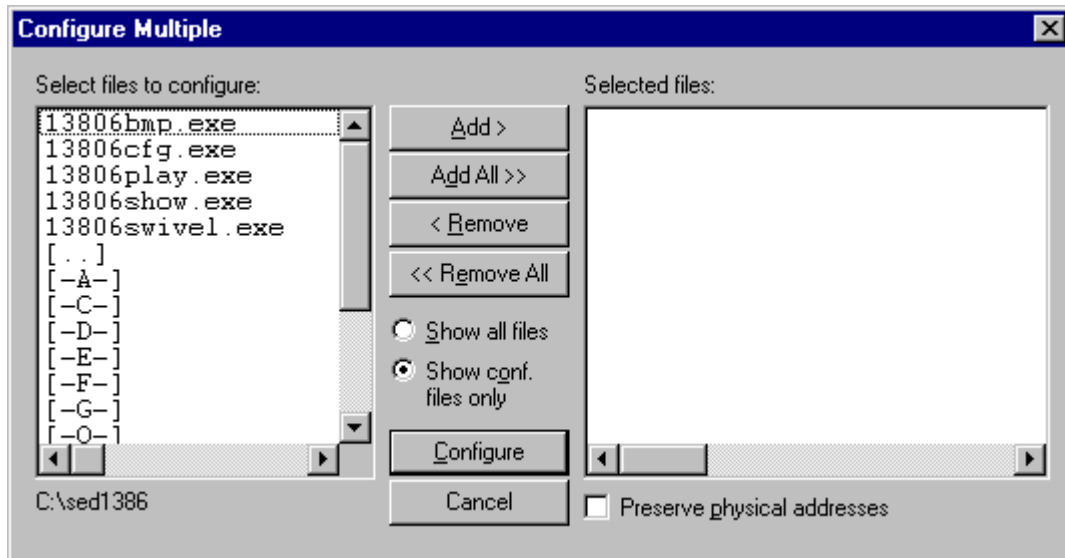 Configure Multiple
Select files to configure:
13806bmp.exe
13806cfg.exe
13806play.exe
13806show.exe
13806swivel.exe
[..]
[-A-]
[-C-]
[-D-]
[-E-]
[-F-]
[-G-]
[-O-]
C:\sed1386
Add >
Add All >>
< Remove
<< Remove All
Show all files
Show conf.
files only
Configure
Cancel
Selected files:
Preserve physical addresses